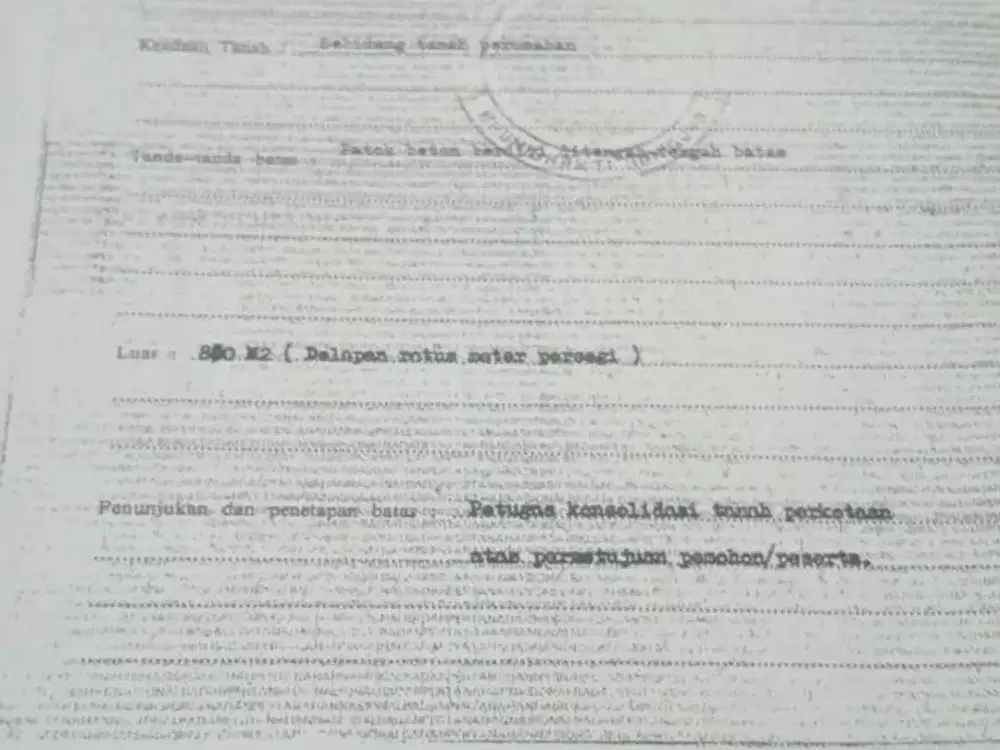 Keadaan Tanah : Sebidang tanah perumahan
Tanda-tanda batas : Patok beton berdiri ditengah-tengah batas
Luas : 800 M2 ( Delapan ratus meter persegi )
Penunjukan dan penetapan batas : Petugas konsolidasi tanah perkotaan
atas persetujuan pemohon/peserta.